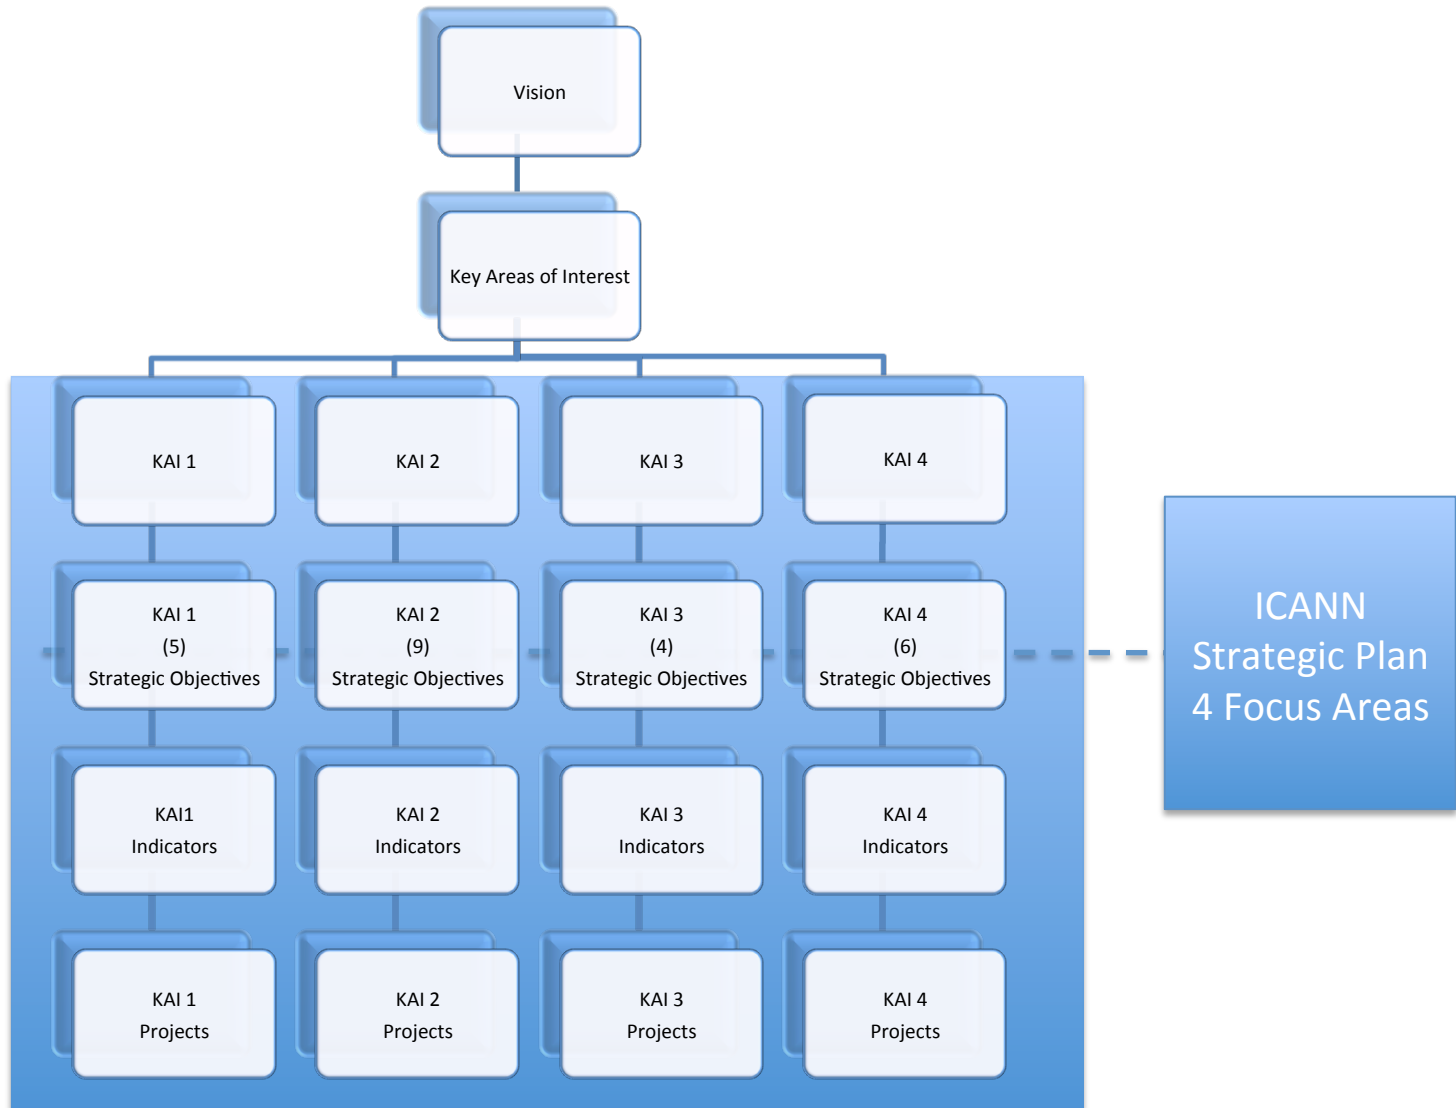 Vision
Key Areas of Interest
KAI 1
KAI 2
KAI 3
KAI 4
KAI 1
(5)
Strategic Objectives
KAI 2
(9)
Strategic Objectives
KAI 3
(4)
Strategic Objectives
KAI 4
(6)
Strategic Objectives
ICANN
Strategic Plan
4 Focus Areas
KAI1
Indicators
KAI 2
Indicators
KAI 3
Indicators
KAI 4
Indicators
KAI 1
Projects
KAI 2
Projects
KAI 3
Projects
KAI 4
Projects